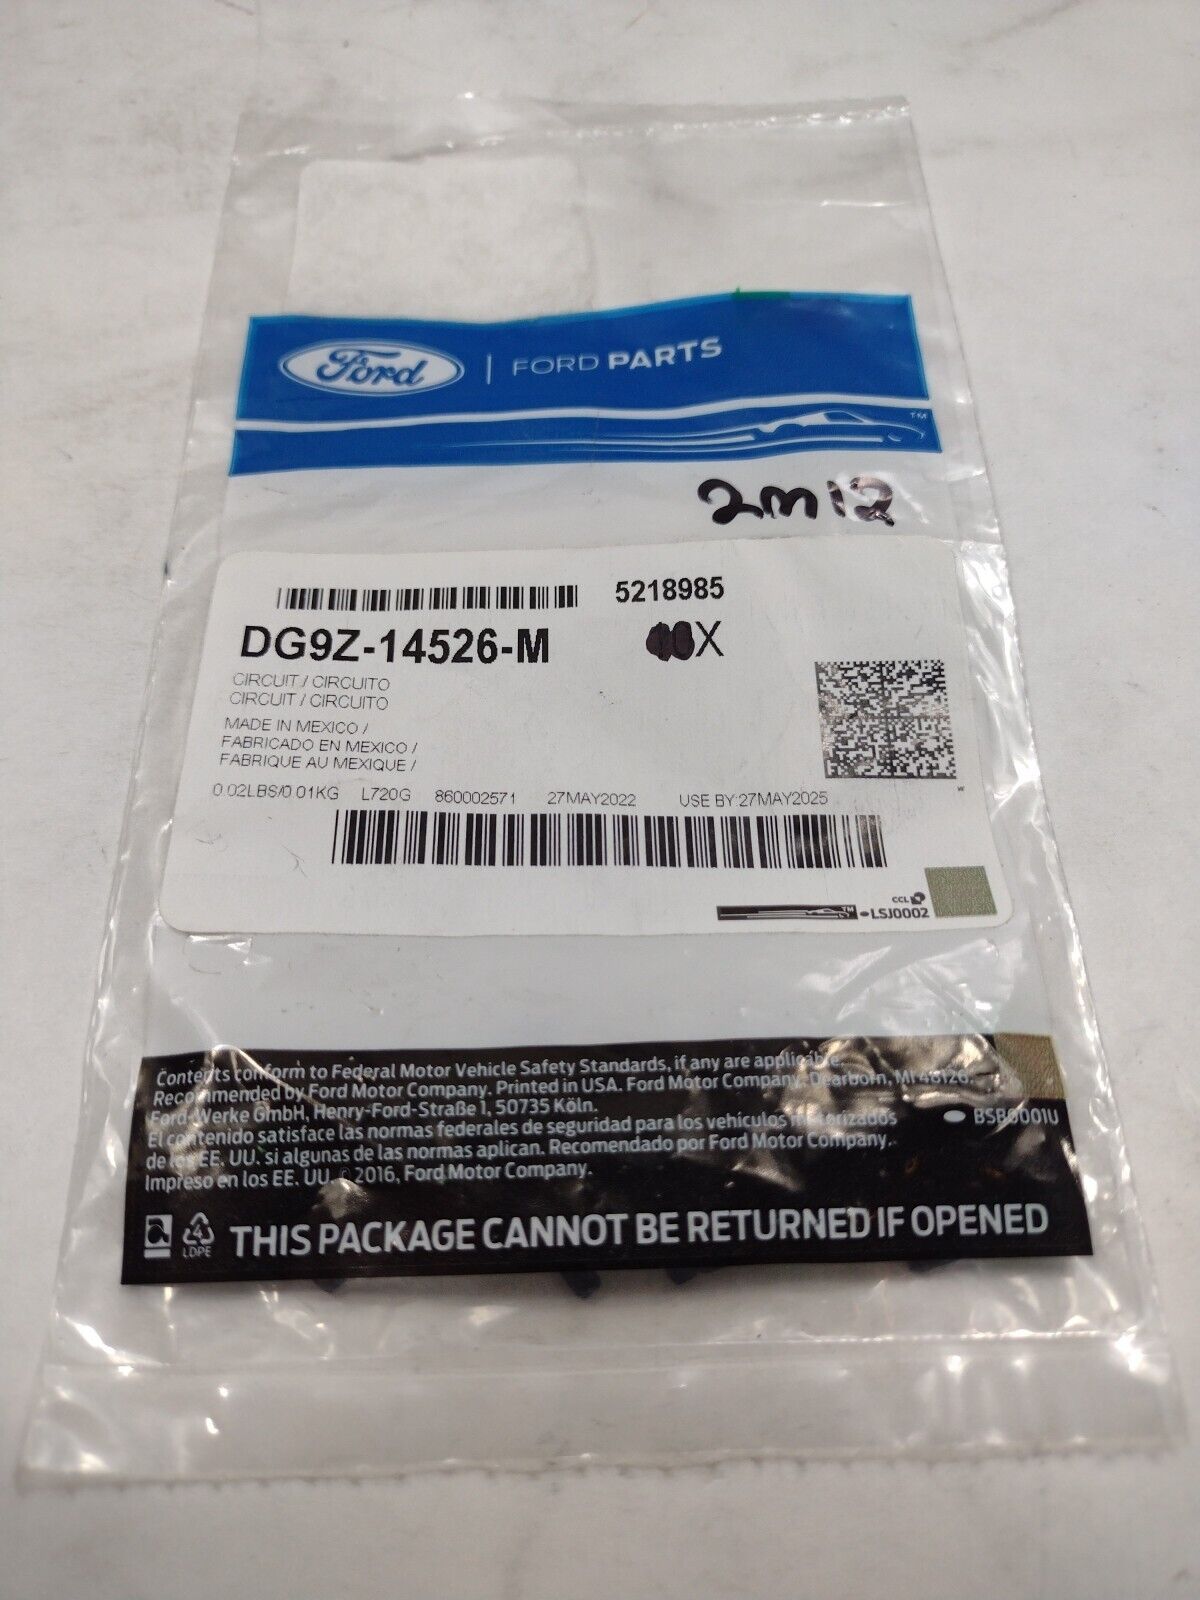 Ford | FORD PARTS
TM
2m12
5218985
DG9Z-14526-M X
CIRCUIT / CIRCUITO
CIRCUIT / CIRCUITO
MADE IN MEXICO /
FABRICADO EN MEXICO /
FABRIQUE AU MEXIQUE /
0.02LBS/0.01KG L720G 860002571 27MAY2022 USE BY:27MAY2025
CCL
TM LSJ0002
Contents conform to Federal Motor Vehicle Safety Standards, if any are applicable.
Recommended by Ford Motor Company. Printed in USA. Ford Motor Company, Dearborn, MI 48126.
Ford-Werke GmbH, Henry-Ford-Straße 1, 50735 Köln.
El contenido satisface las normas federales de seguridad para los vehículos motorizados
de los EE. UU. si algunas de las normas aplican. Recomendado por Ford Motor Company.
Impreso en los EE. UU. © 2016, Ford Motor Company.
BSB0001U
4
LDPE
THIS PACKAGE CANNOT BE RETURNED IF OPENED